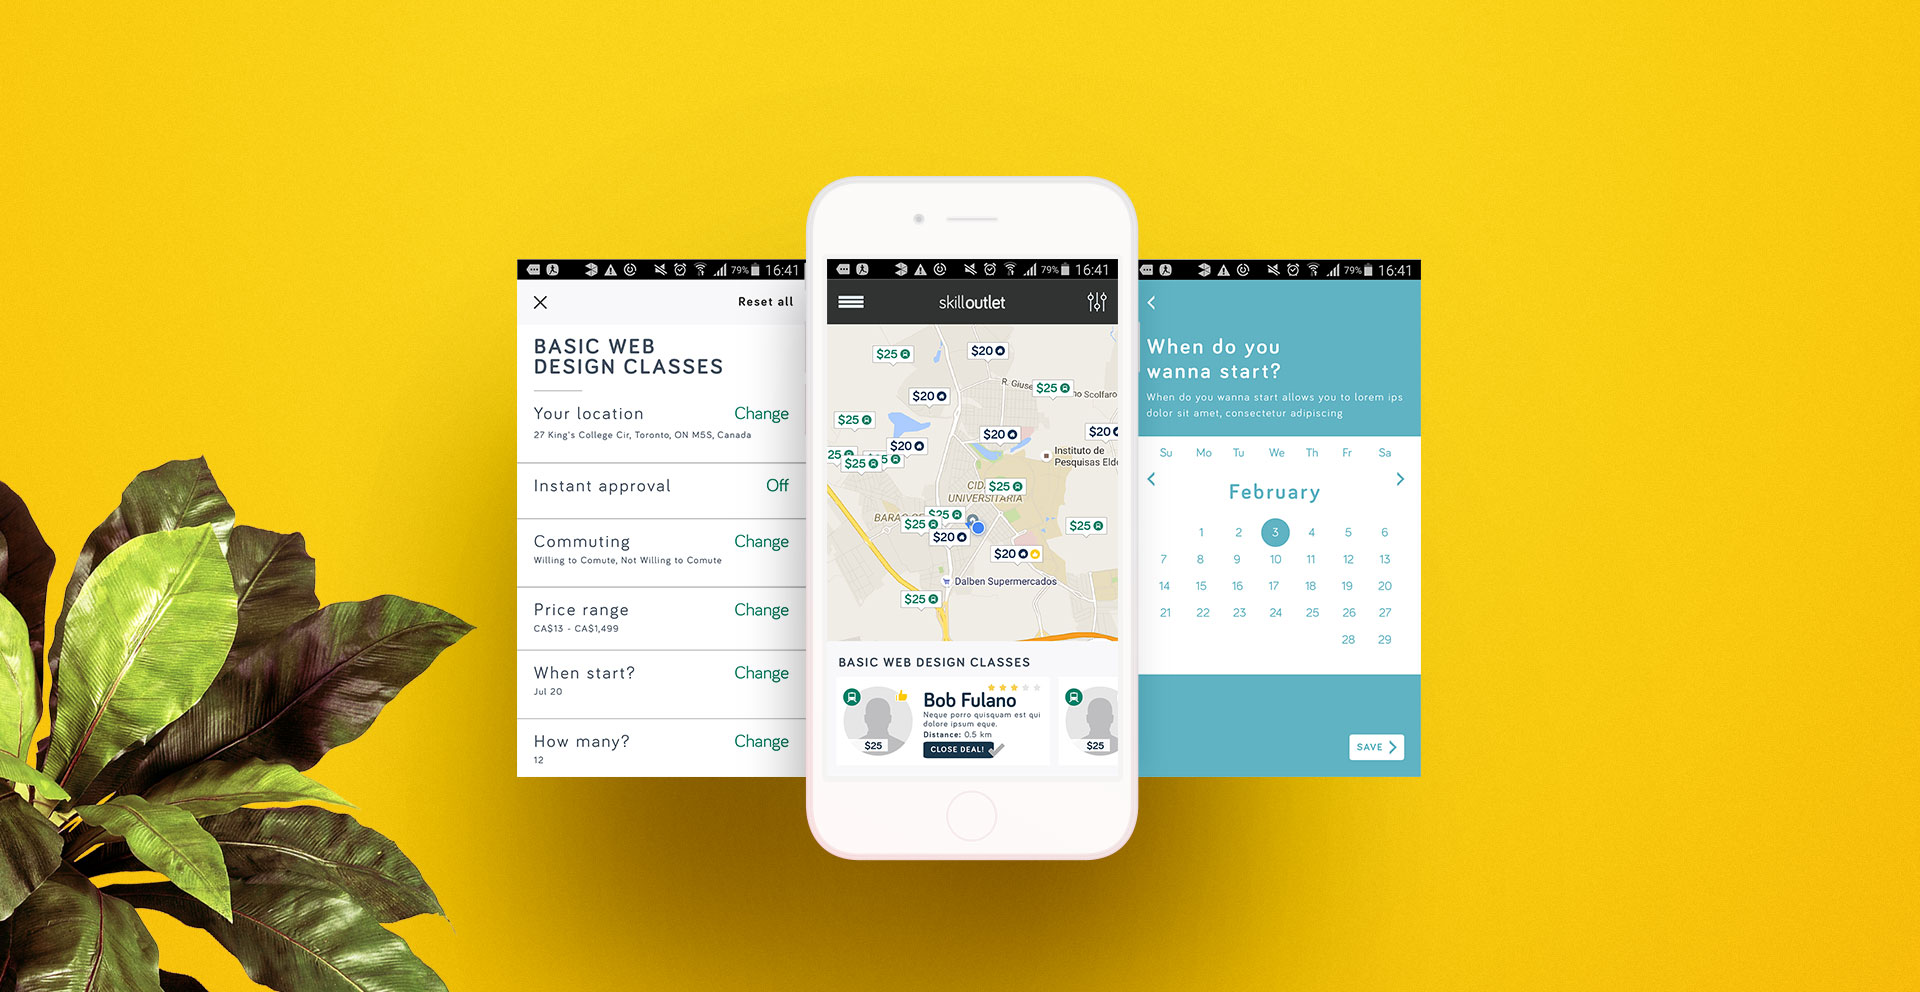 79% 16:41
Reset all
BASIC WEB
DESIGN CLASSES
Your location Change
27 King's College Cir, Toronto, ON M5S, Canada
Instant approval Off
Commuting Change
Willing to Comute, Not Willing to Comute
Price range Change
CA$13 - CA$1,499
When start? Change
Jul 20
How many? Change
12
79% 16:41
skilloutlet
$25
$20
R. Giuse
$25
no Scolfaro
$20
$25
$20
$20
$20
Instituto de
Pesquisas Eldo
25
$25
5
$25
CID
UNIVERSITÁRIA
BARÃO
$25
$25
$25
$20
$20
Dalben Supermercados
$25
BASIC WEB DESIGN CLASSES
Bob Fulano
Neque porro quisquam est qui
dolore ipsum eque.
Distance: 0.5 km
$25
CLOSE DEAL!
$25
79% 16:41
When do you
wanna start?
When do you wanna start allows you to lorem ips
dolor sit amet, consectetur adipiscing
Su Mo Tu We Th Fr Sa
February
1 2 3 4 5 6
7 8 9 10 11 12 13
14 15 16 17 18 19 20
21 22 23 24 25 26 27
28 29
SAVE